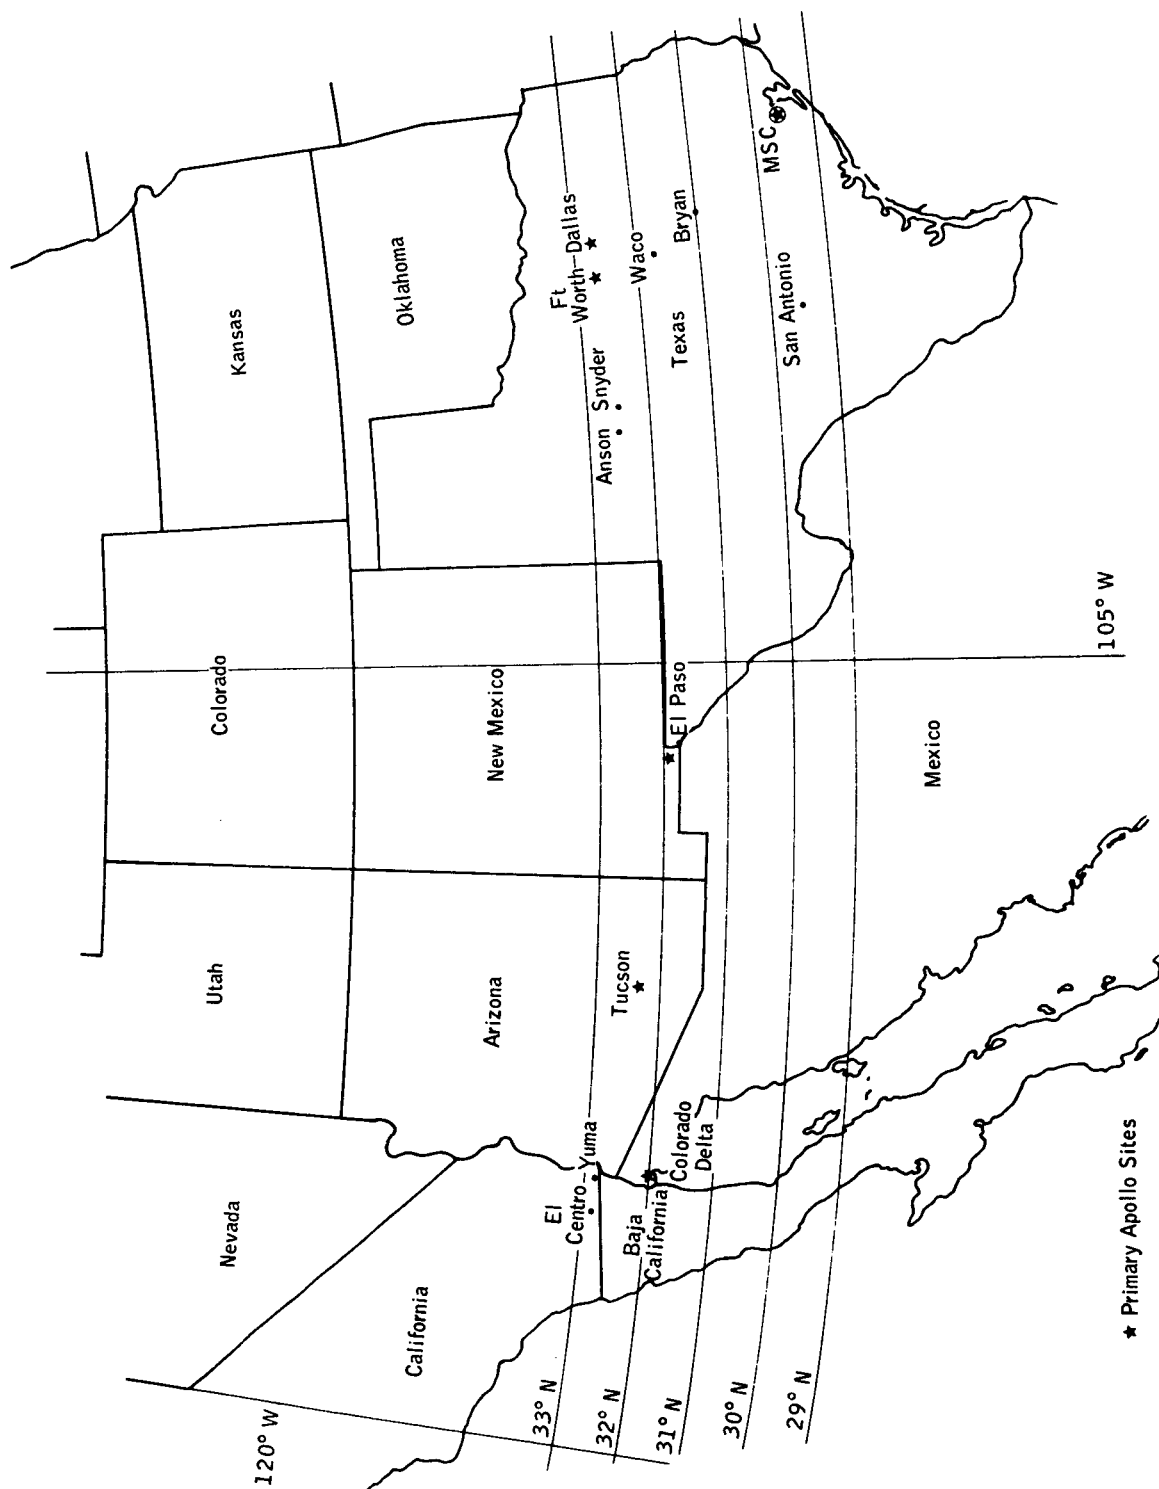 Nevada
Utah
Colorado
Kansas
California
Arizona
New Mexico
Oklahoma
120° W
33° N
32° N
31° N
30° N
29° N
El
Centro
Yuma
Baja
California
Colorado
Delta
Tucson
El Paso
Anson
Snyder
Ft
Worth-Dallas
Waco
Texas
Bryan
San Antonio
MSC
Mexico
105° W
★ Primary Apollo Sites